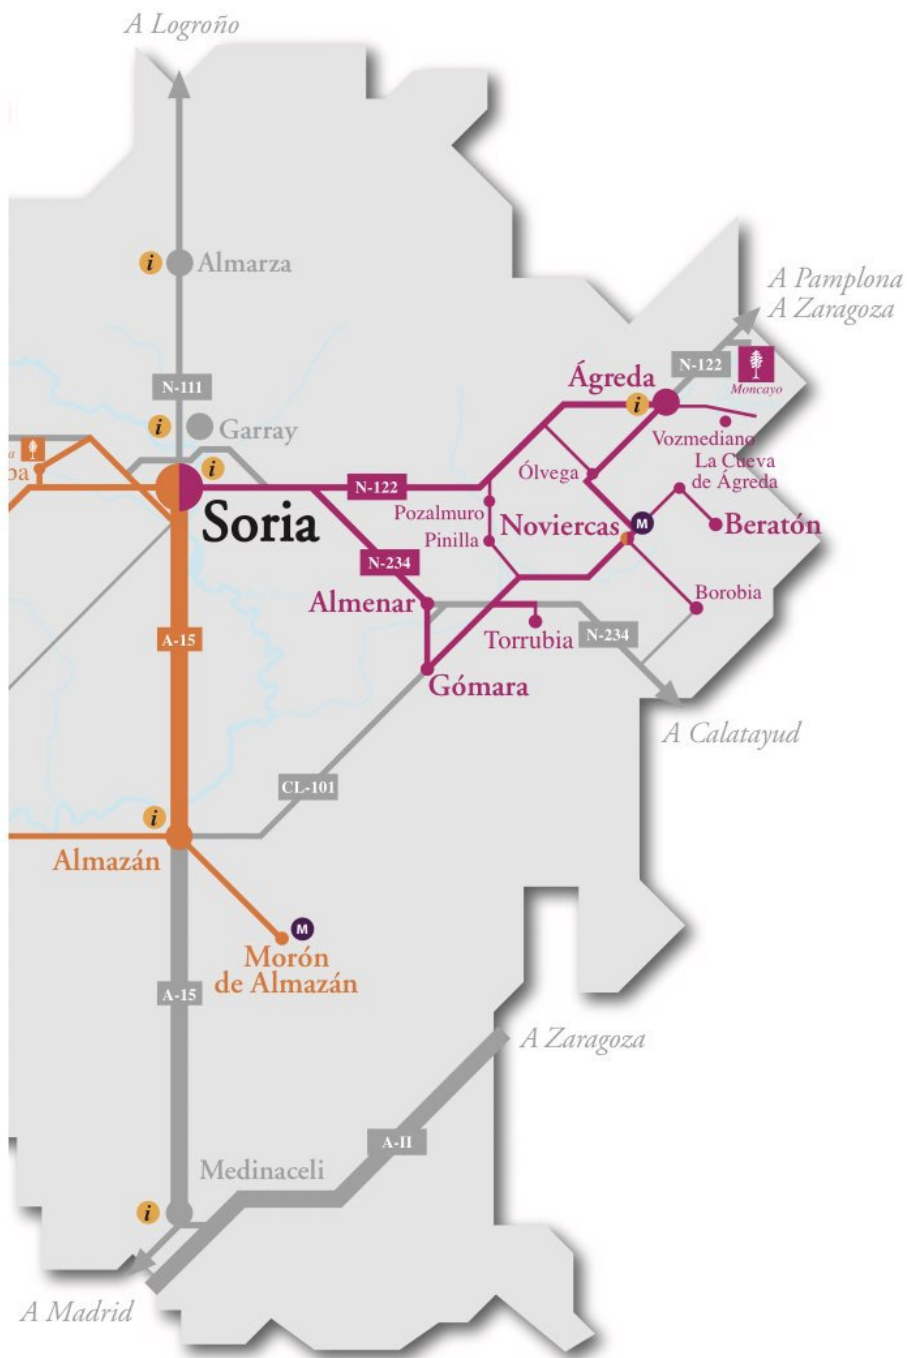 A Logroño
i
Almarza
A Pamplona
A Zaragoza
N-111
N-122
Moncayo
Ágreda
i
i
Garray
Vozmediano
La Cueva
de Ágreda
Ólvega
i
N-122
Soria
Pozalmuro
Pinilla
Noviercas
M
Beratón
N-234
Almenar
Borobia
Torrubia
N-234
A-15
Gómara
A Calatayud
CL-101
i
Almazán
M
Morón
de Almazán
A-15
A Zaragoza
A-II
Medinaceli
i
A Madrid